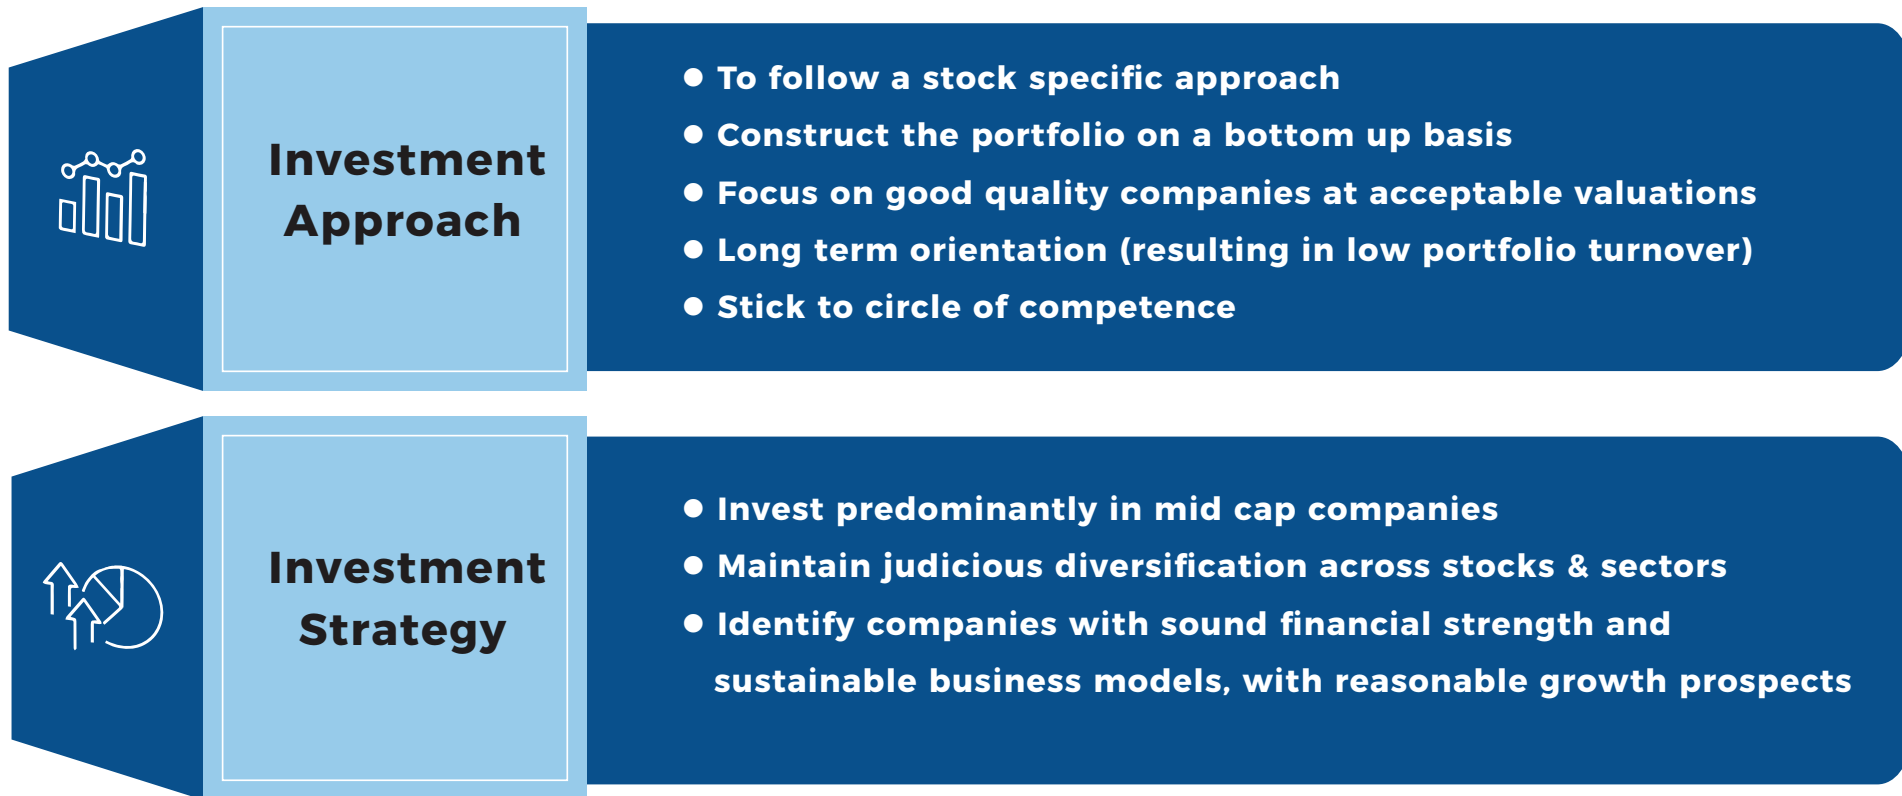 Investment
Approach
● To follow a stock specific approach
● Construct the portfolio on a bottom up basis
● Focus on good quality companies at acceptable valuations
● Long term orientation (resulting in low portfolio turnover)
● Stick to circle of competence
Investment
Strategy
● Invest predominantly in mid cap companies
● Maintain judicious diversification across stocks & sectors
● Identify companies with sound financial strength and
sustainable business models, with reasonable growth prospects